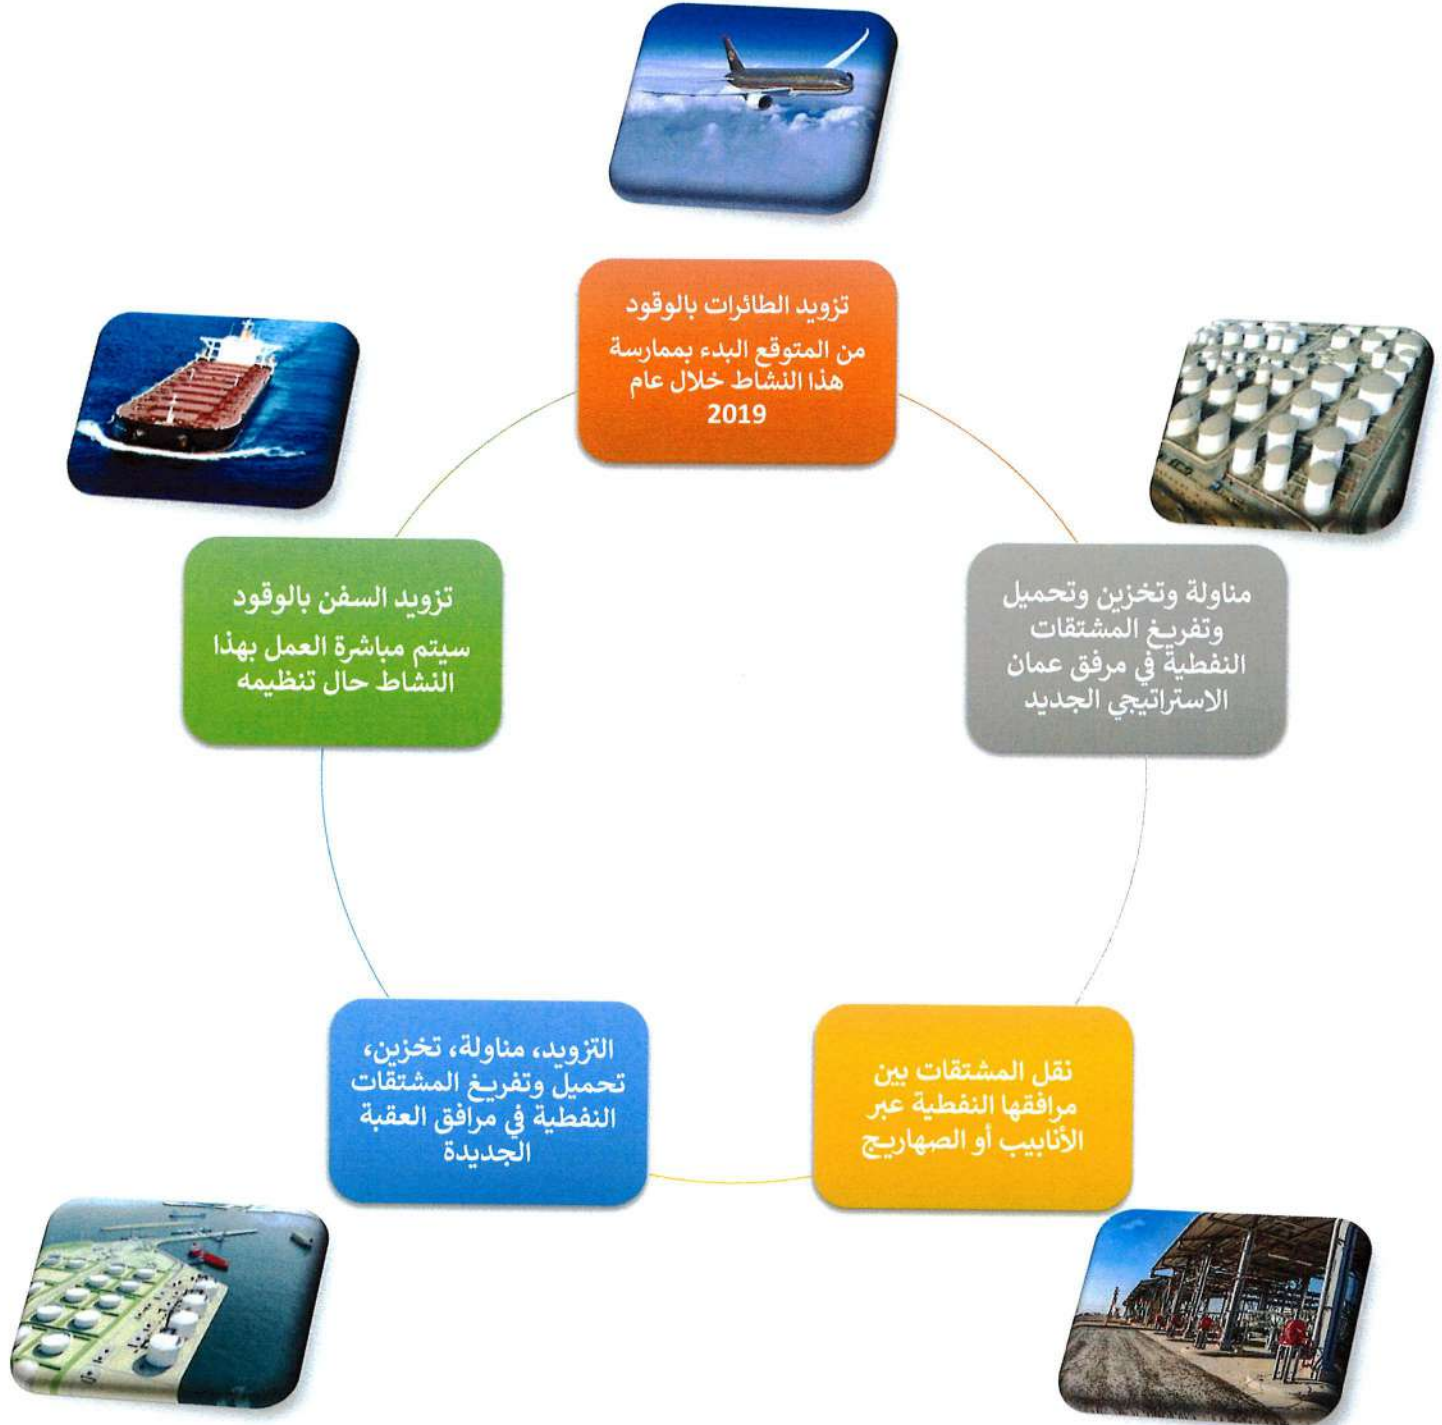 تزويد الطائرات بالوقود
من المتوقع البدء بممارسة
هذا النشاط خلال عام
2019
مناولة وتخزين وتحميل
وتفريغ المشتقات
النفطية في مرفق عمان
الاستراتيجي الجديد
نقل المشتقات بين
مرافقها النفطية عبر
الأنابيب أو الصهاريج
التزويد، مناولة، تخزين،
تحميل وتفريغ المشتقات
النفطية في مرافق العقبة
الجديدة
تزويد السفن بالوقود
سيتم مباشرة العمل بهذا
النشاط حال تنظيمه